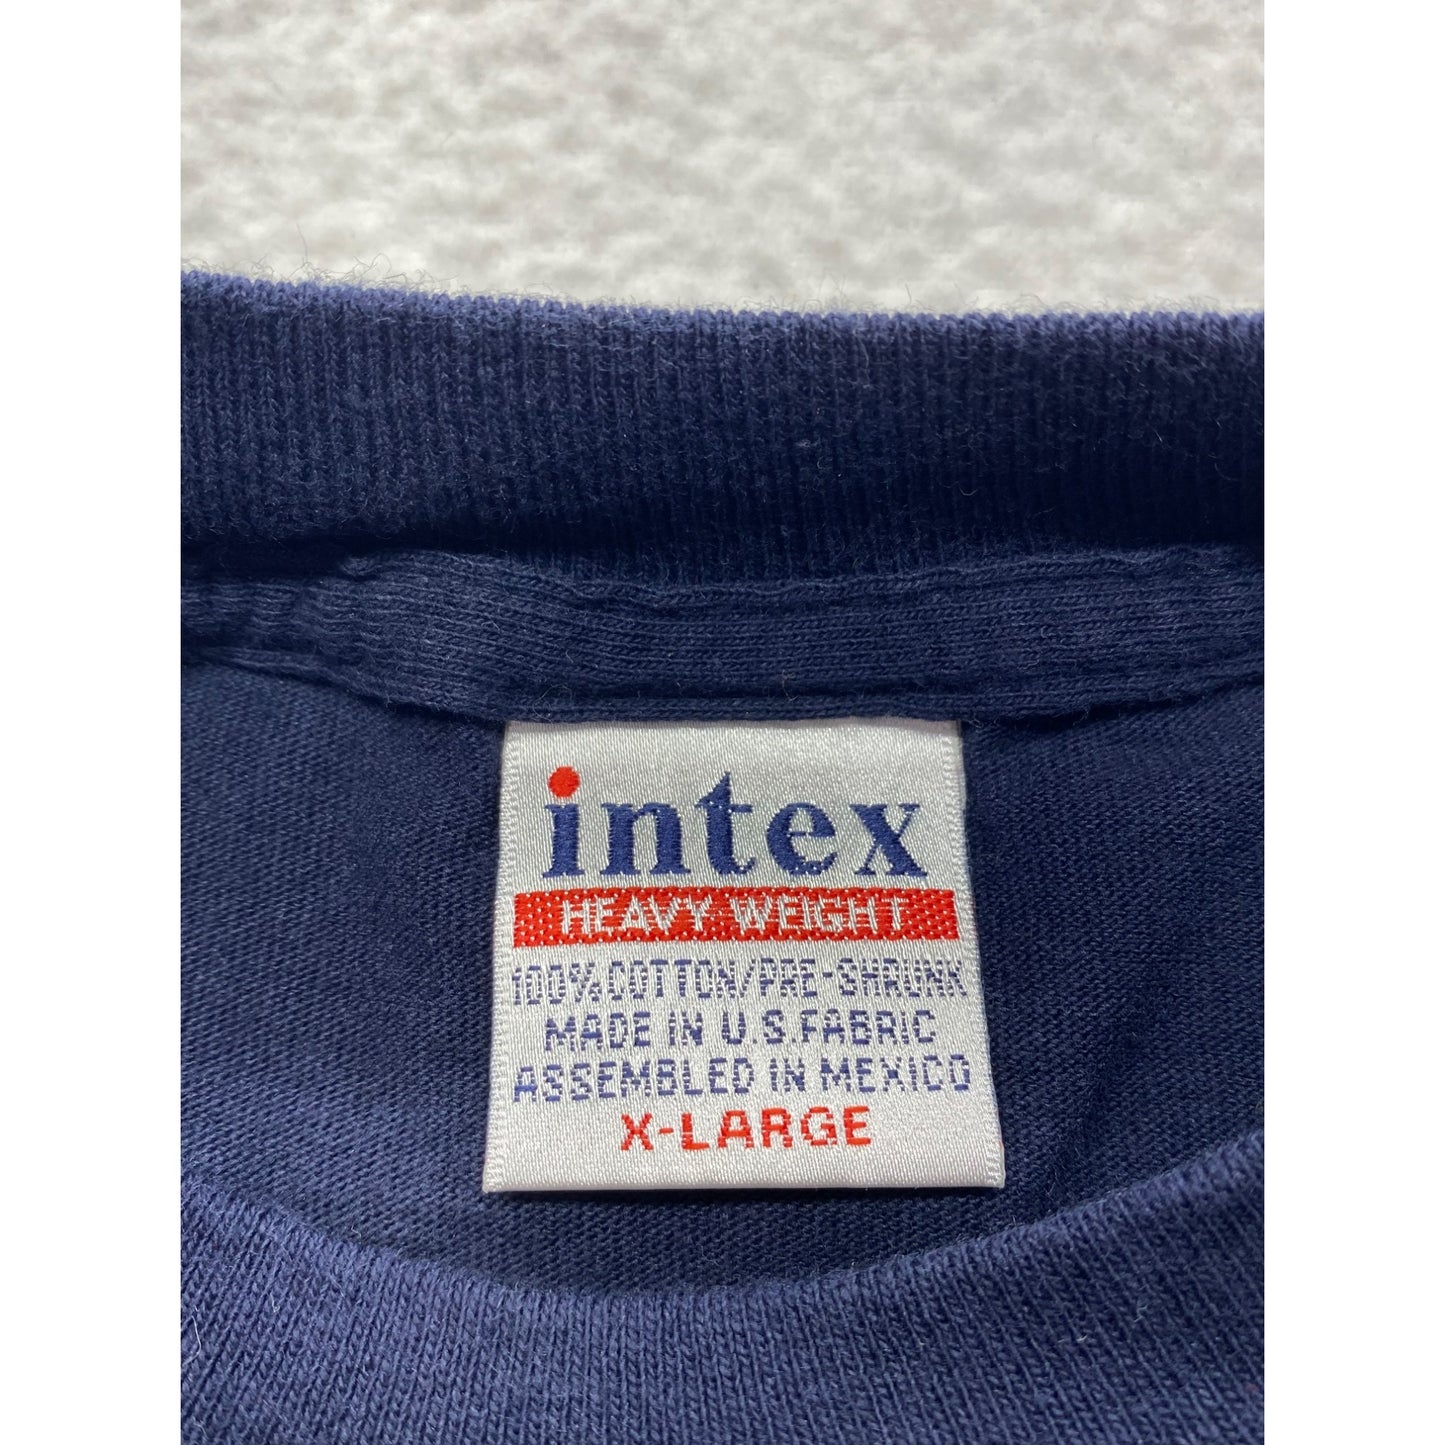 intex
HEAVY WEIGHT
100% COTTON/PRE-SHRUNK
MADE IN U.S.FABRIC
ASSEMBLED IN MEXICO
X-LARGE